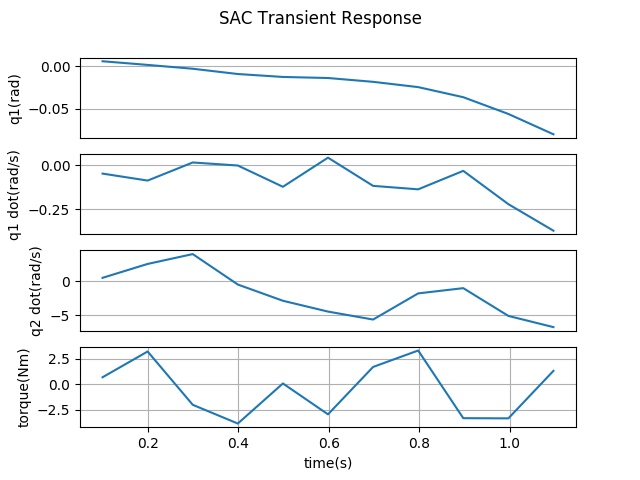 SAC Transient Response
0.00
−0.05
q1(rad)
0.00
−0.25
q1 dot(rad/s)
0
−5
q2 dot(rad/s)
2.5
0.0
−2.5
torque(Nm)
0.2 0.4 0.6 0.8 1.0
time(s)